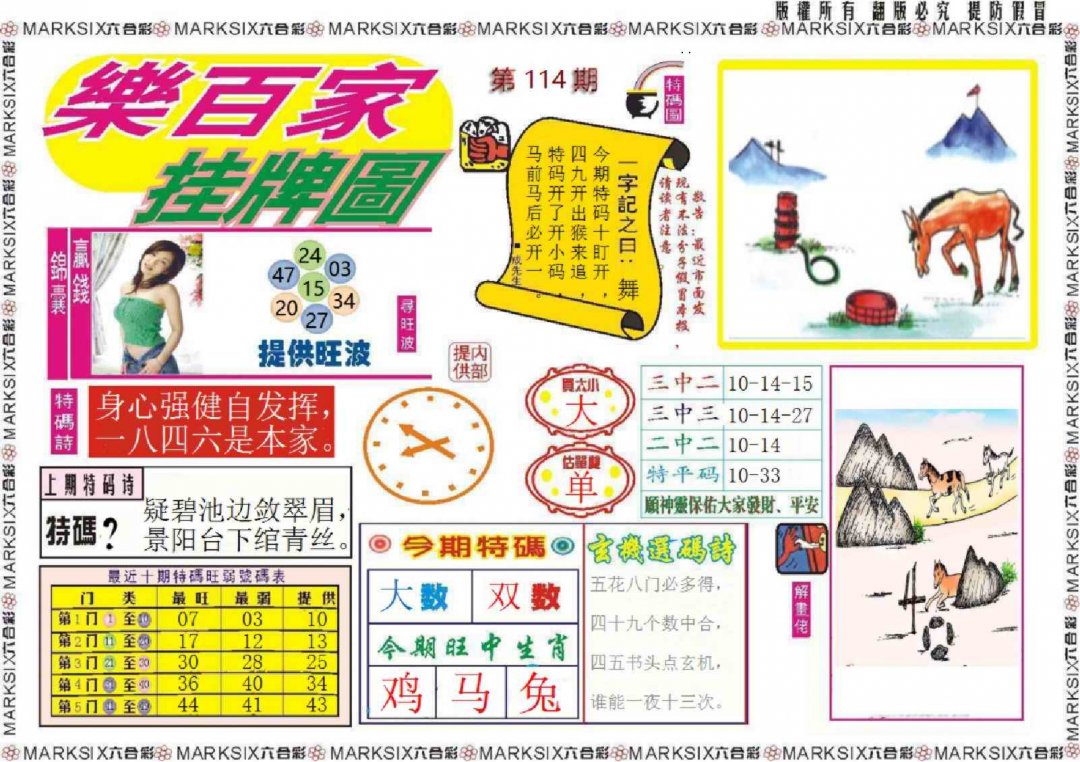 版權所有 翻版必究 提防假冒
MARKSIX六合彩 MARKSIX六合彩 MARKSIX六合彩 MARKSIX六合彩 MARKSIX六合彩 MARKSIX六合彩 MARKSIX六合彩
樂百家
挂牌圖
第 114 期
特碼圖
一字記之曰：舞
今期特码十盯开，
四九开出猴来追，
特码开了开小码，
马前马后必开一。
■成先生
敬告：最近市面发
现有不法分子假冒本报，
请读者注意
贏錢
錦囊
24
47 03
15
20 34
27
提供旺波
尋旺波
内部
提供
特碼詩
身心强健自发挥，
一八四六是本家。
買大小
大
估單雙
单
三中二 10-14-15
三中三 10-14-27
二中二 10-14
特平码 10-33
願神靈保佑大家發財、平安
上期特码诗
特碼？
疑碧池边敛翠眉，
景阳台下绾青丝。
最近十期特碼旺弱號碼表
门 类 最 旺 最 弱 提 供
第1门 1 至 10 07 03 10
第2门 11 至 20 17 12 13
第3门 21 至 30 30 28 25
第4门 31 至 40 36 40 34
第5门 41 至 49 44 41 43
今期特碼
大数 双数
今期旺中生肖
鸡 马 兔
玄機選碼詩
五花八门必多得，
四十九个数中合，
四五书头点玄机，
谁能一夜十三次。
解畫佬
MARKSIX六合彩 MARKSIX六合彩 MARKSIX六合彩 MARKSIX六合彩 MARKSIX六合彩 MARKSIX六合彩 MARKSIX六合彩